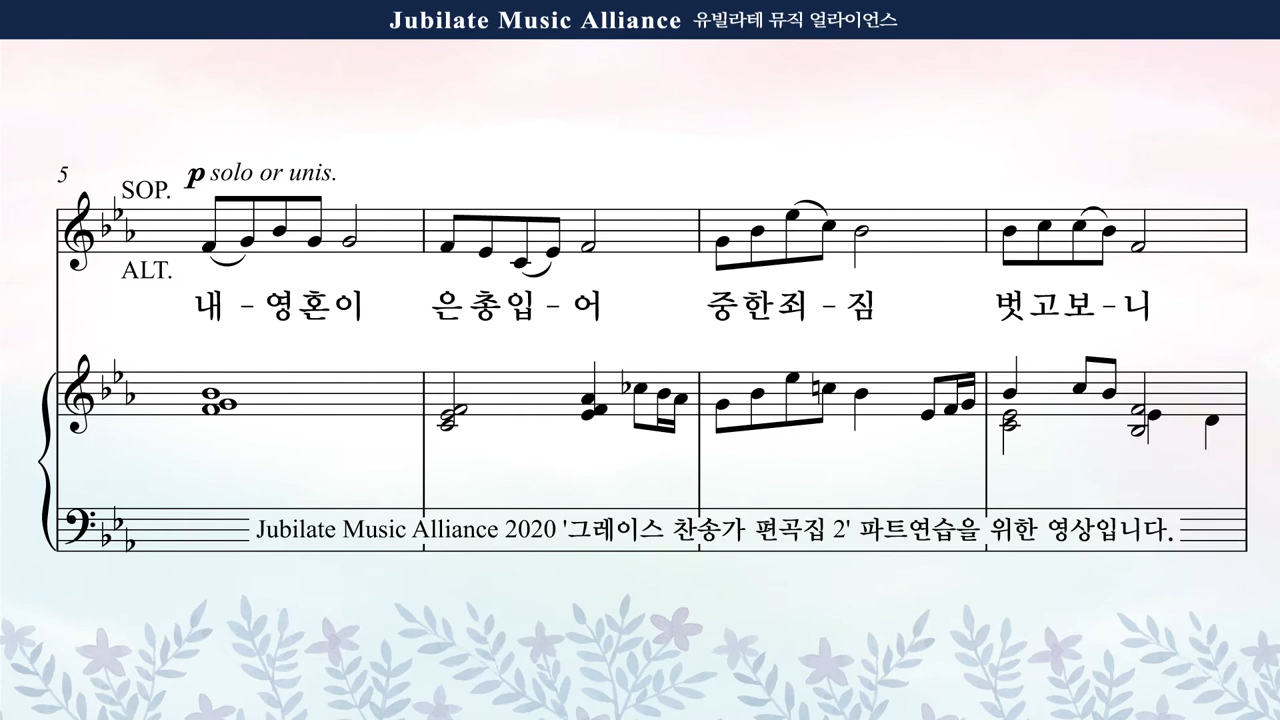 Jubilate Music Alliance 유빌라테 뮤직 얼라이언스
5
p solo or unis.
SOP.
ALT.
내 - 영혼이 은총입 - 어 중한죄 - 짐 벗고보 - 니
Jubilate Music Alliance 2020 '그레이스 찬송가 편곡집 2' 파트연습을 위한 영상입니다.